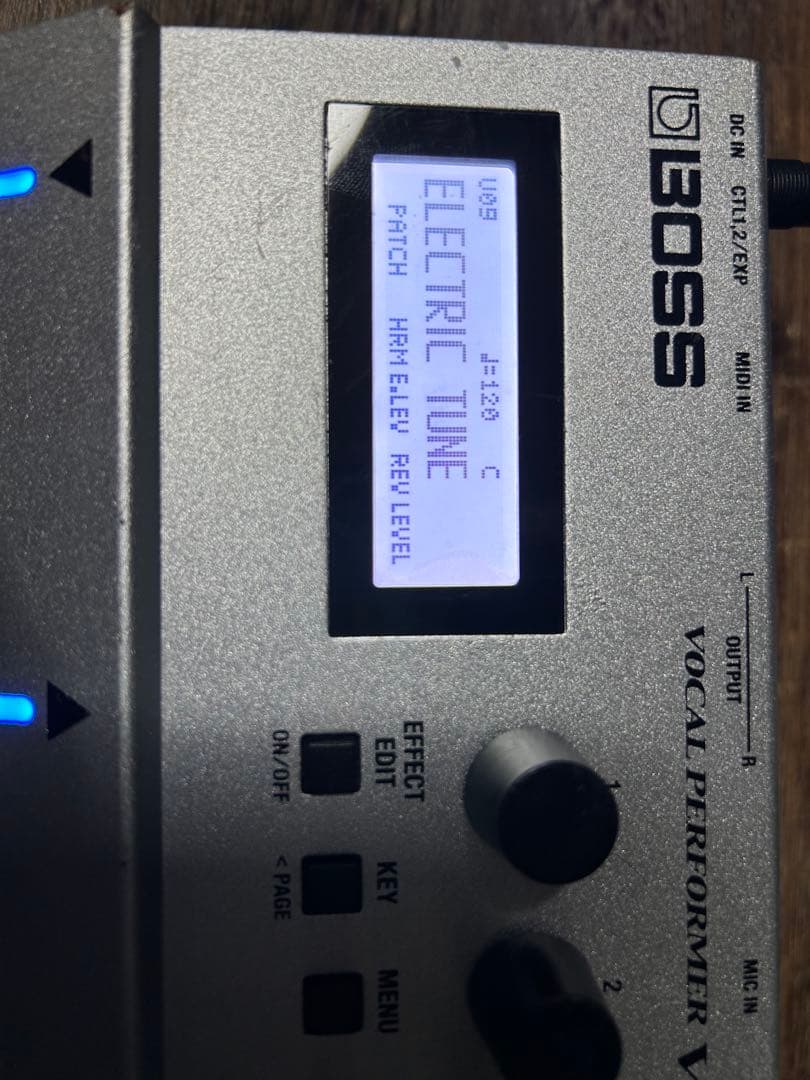 DC IN CTL1,2/EXP MIDI IN L OUTPUT R MIC IN
BOSS VOCAL PERFORMER V
U09 ♩=120 C
ELECTRIC TUNE
PATCH HRM E.LEV REV LEVEL
1 2
EFFECT
EDIT KEY MENU
ON/OFF < PAGE